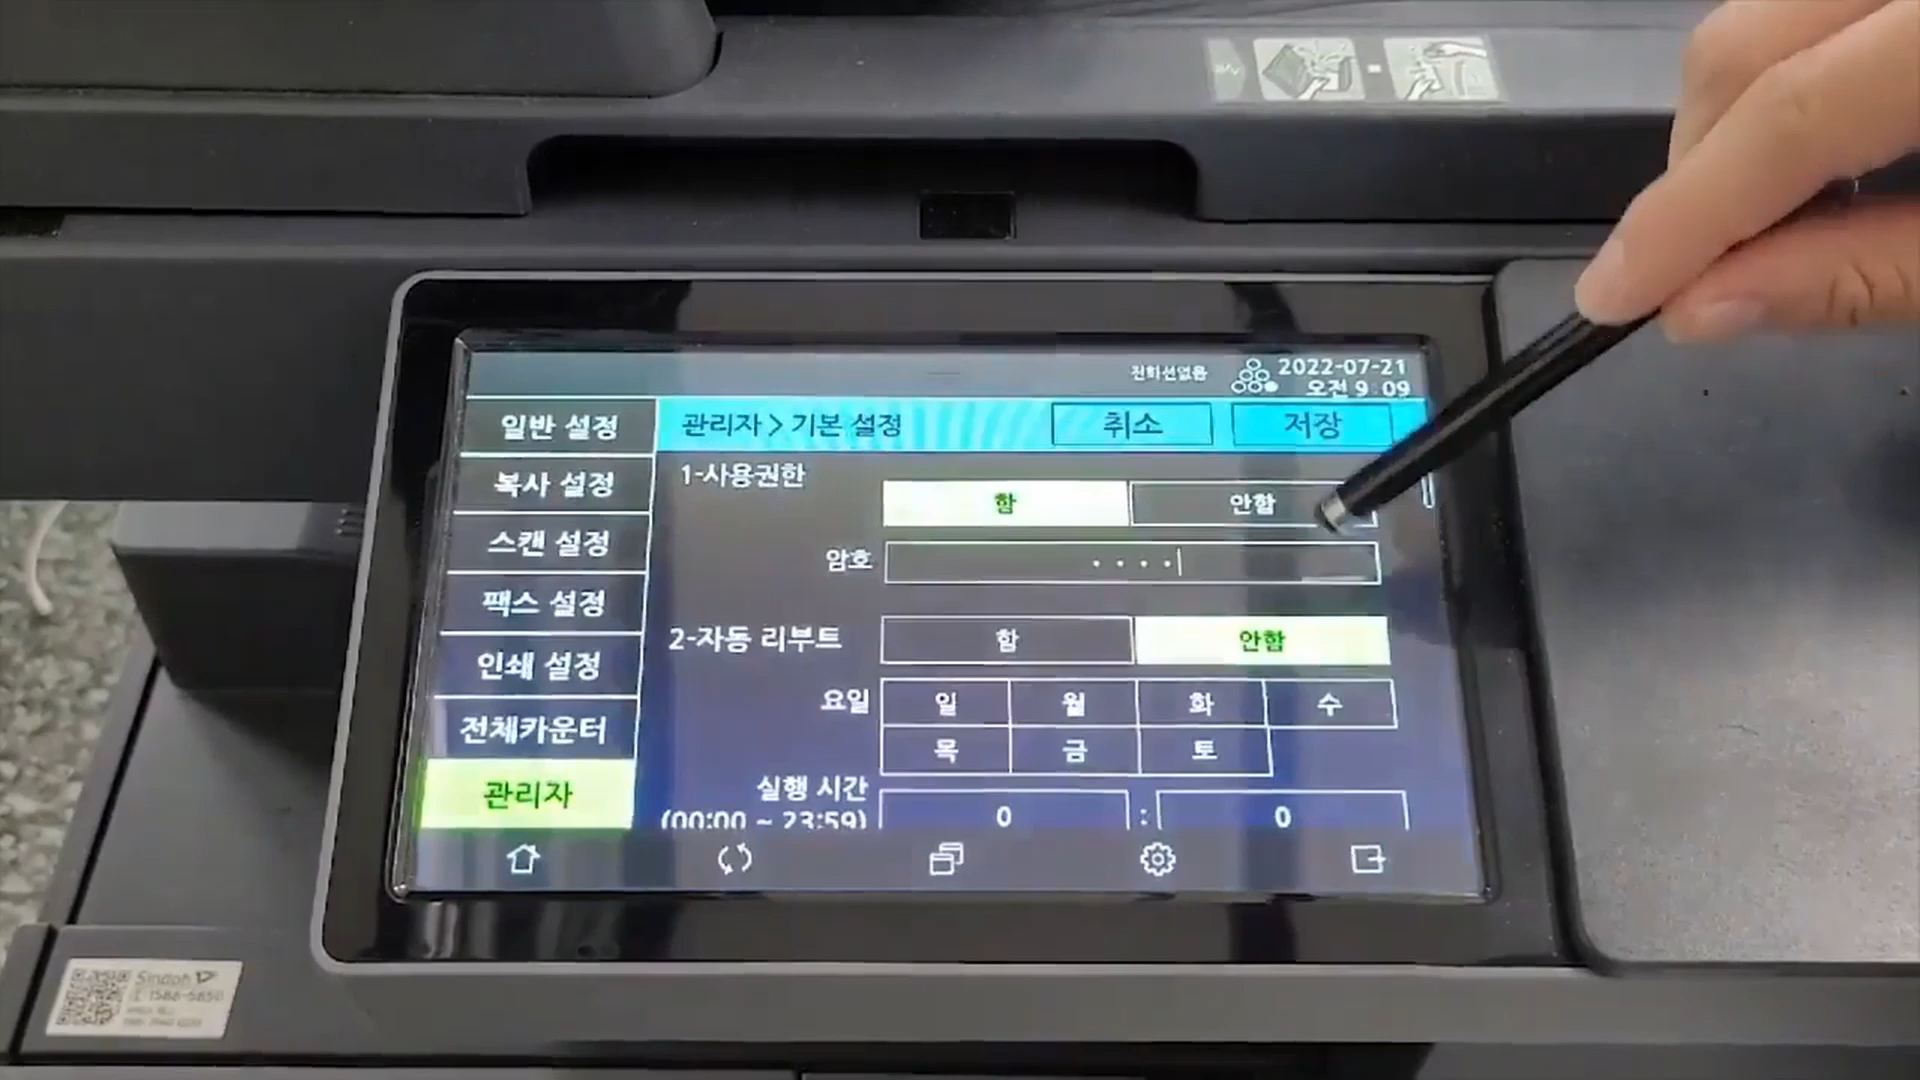 전화선없음
2022-07-21
오전 9:09
일반 설정
복사 설정
스캔 설정
팩스 설정
인쇄 설정
전체카운터
관리자
관리자 > 기본 설정
취소
저장
1-사용권한
함
안함
암호
2-자동 리부트
함
안함
요일
일
월
화
수
목
금
토
실행 시간
(00:00 ~ 23:59)
0 : 0
Sindoh
1588-5850